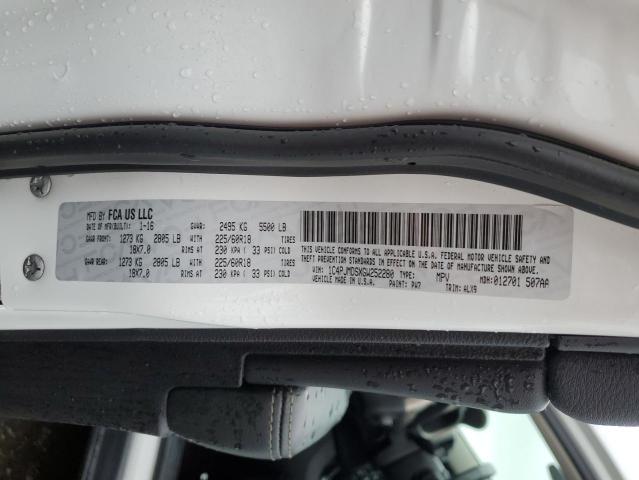 MFD BY FCA US LLC
DATE OF MFR(BUILT): 1-16 GVWR: 2495 KG 5500 LB
GAWR FRONT: 1273 KG 2805 LB WITH 225/60R18 TIRES
18X7.0 RIMS AT 230 KPA ( 33 PSI) COLD
GAWR REAR: 1273 KG 2805 LB WITH 225/60R18 TIRES
18X7.0 RIMS AT 230 KPA ( 33 PSI) COLD
THIS VEHICLE CONFORMS TO ALL APPLICABLE U.S.A. FEDERAL MOTOR VEHICLE SAFETY AND
THEFT PREVENTION STANDARDS IN EFFECT ON THE DATE OF MANUFACTURE SHOWN ABOVE.
VIN: 1C4PJMDSXGW252280 TYPE: MPV MDH: 012701 507AA
VEHICLE MADE IN U.S.A. PAINT: PW7 TRIM: ALX9